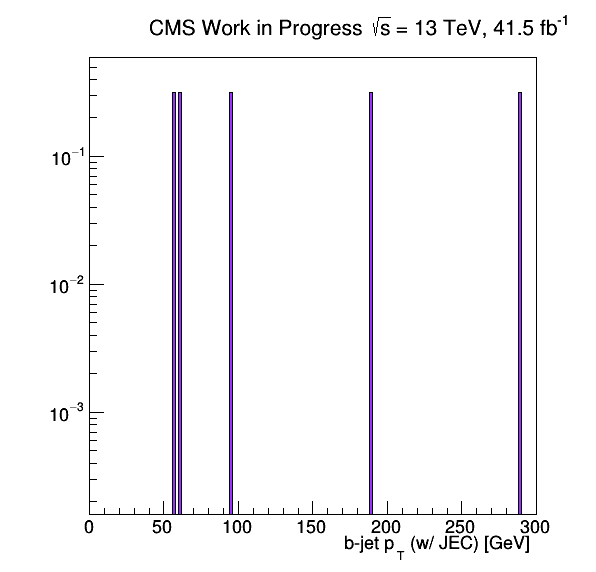 CMS Work in Progress √s = 13 TeV, 41.5 fb⁻¹
10⁻¹
10⁻²
10⁻³
0 50 100 150 200 250 300
b-jet p_T (w/ JEC) [GeV]